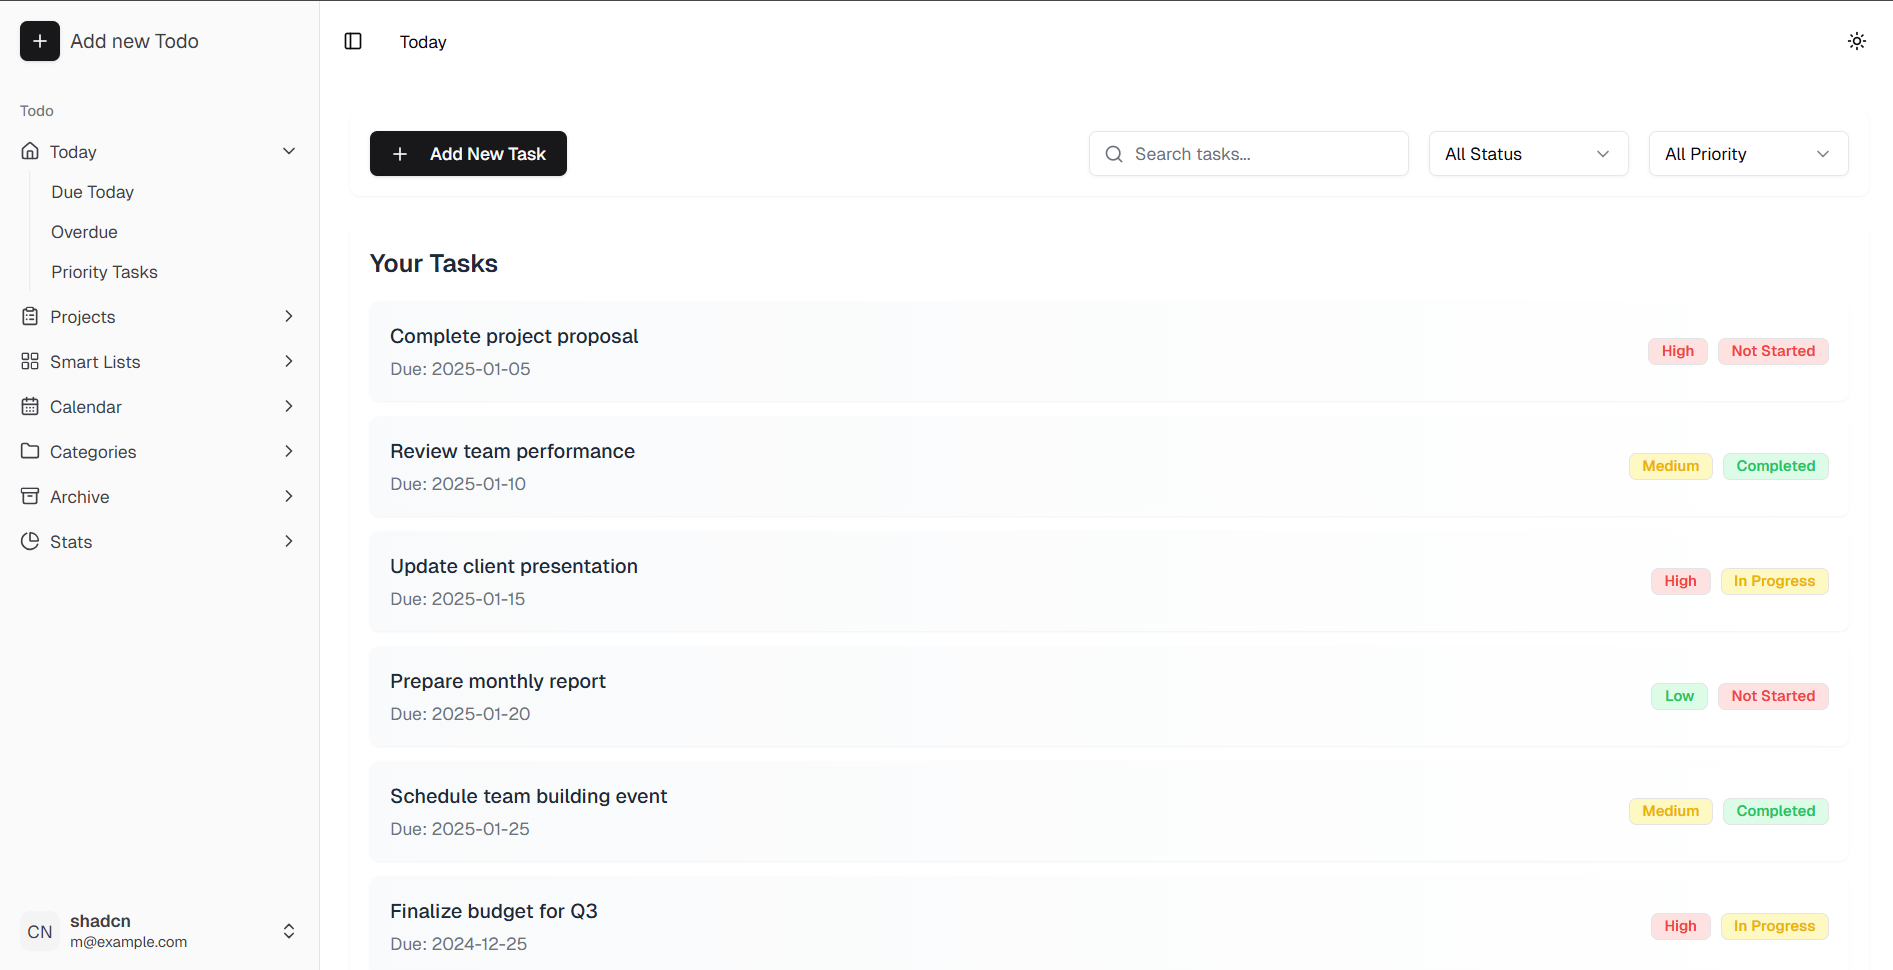 Add new Todo
Todo
Today
Due Today
Overdue
Priority Tasks
Projects
Smart Lists
Calendar
Categories
Archive
Stats
CN
shadcn
m@example.com
Today
Add New Task
Search tasks...
All Status
All Priority
Your Tasks
Complete project proposal
Due: 2025-01-05
High
Not Started
Review team performance
Due: 2025-01-10
Medium
Completed
Update client presentation
Due: 2025-01-15
High
In Progress
Prepare monthly report
Due: 2025-01-20
Low
Not Started
Schedule team building event
Due: 2025-01-25
Medium
Completed
Finalize budget for Q3
Due: 2024-12-25
High
In Progress